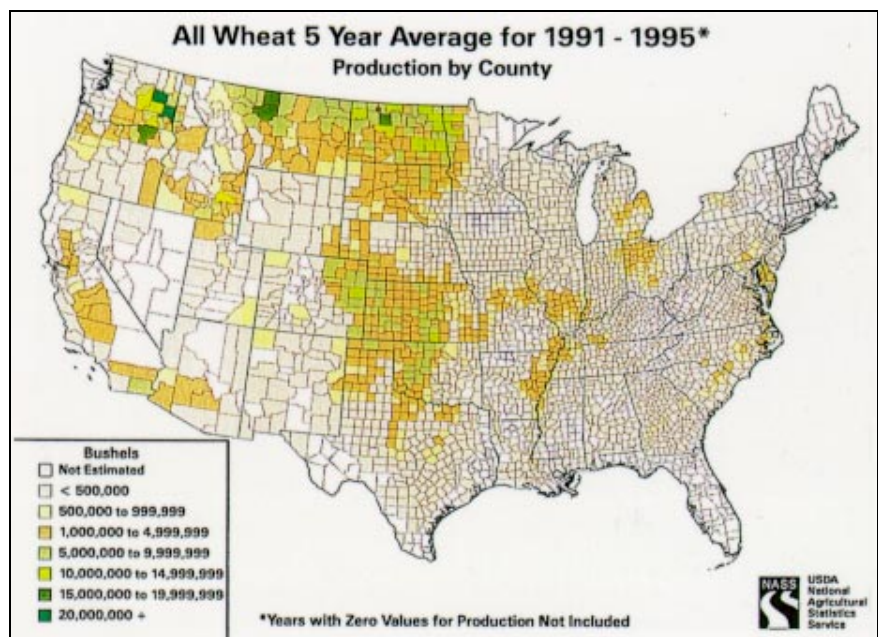 All Wheat 5 Year Average for 1991 - 1995*
Production by County
Bushels
Not Estimated
< 500,000
500,000 to 999,999
1,000,000 to 4,999,999
5,000,000 to 9,999,999
10,000,000 to 14,999,999
15,000,000 to 19,999,999
20,000,000 +
*Years with Zero Values for Production Not Included
NASS
USDA
National
Agricultural
Statistics
Service